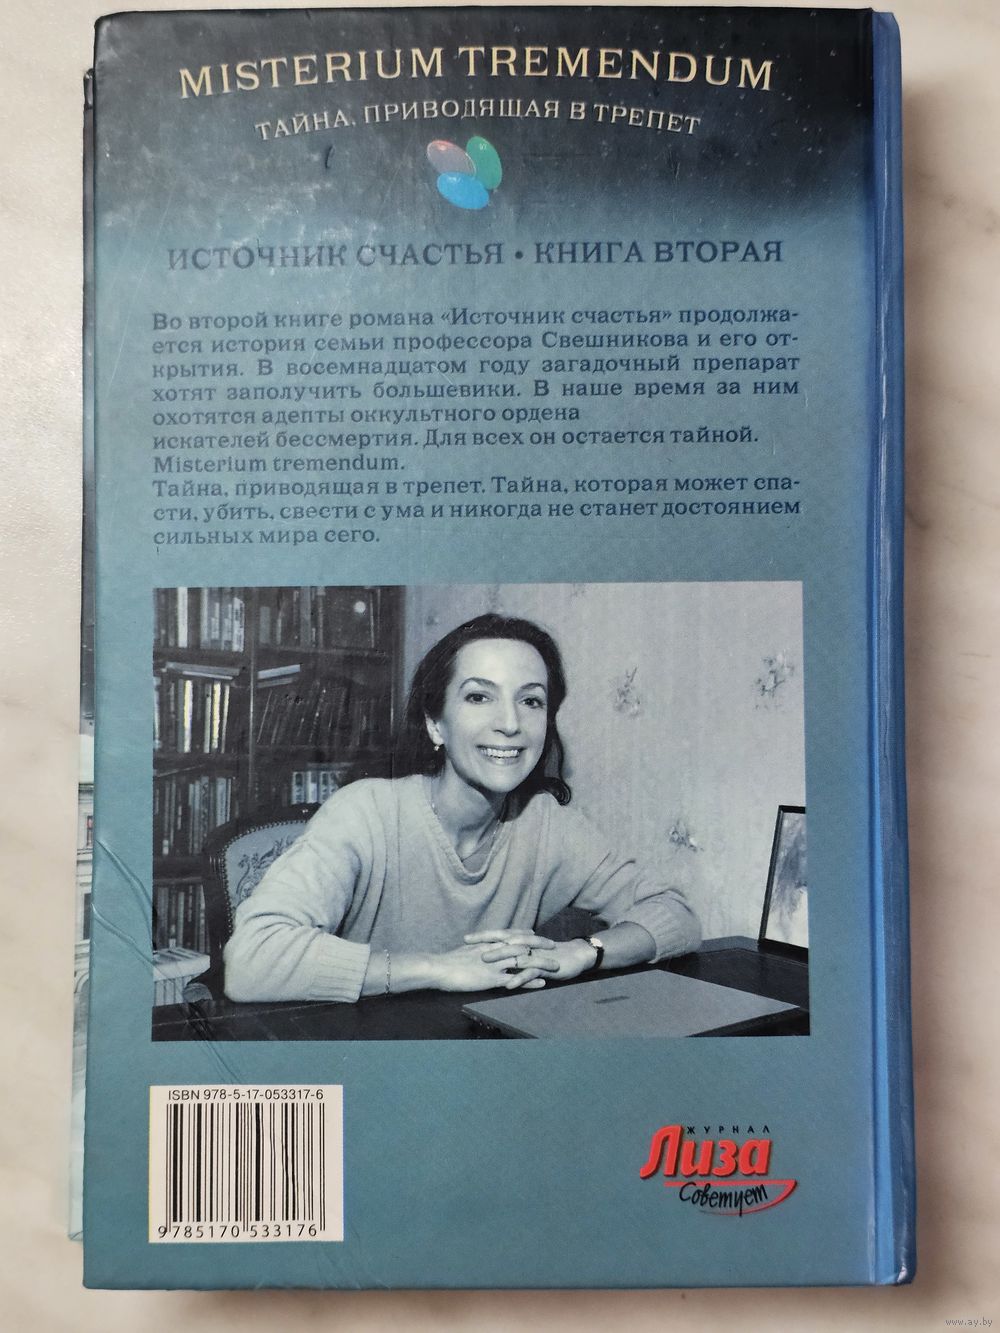 MISTERIUM TREMENDUM
ТАЙНА, ПРИВОДЯЩАЯ В ТРЕПЕТ
ИСТОЧНИК СЧАСТЬЯ • КНИГА ВТОРАЯ
Во второй книге романа «Источник счастья» продолжа-
ется история семьи профессора Свешникова и его от-
крытия. В восемнадцатом году загадочный препарат
хотят заполучить большевики. В наше время за ним
охотятся адепты оккультного ордена
искателей бессмертия. Для всех он остается тайной.
Misterium tremendum.
Тайна, приводящая в трепет. Тайна, которая может спа-
сти, убить, свести с ума и никогда не станет достоянием
сильных мира сего.
ISBN 978-5-17-053317-6
9785170533176
ЖУРНАЛ
Лиза
Советует
www.ay.by